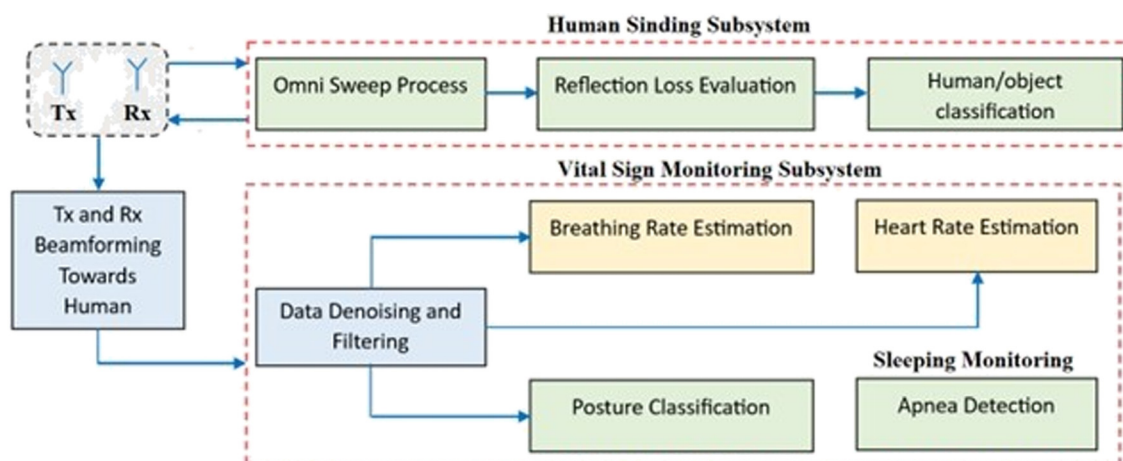 Human Sinding Subsystem
Tx
Rx
Omni Sweep Process
Reflection Loss Evaluation
Human/object
classification
Vital Sign Monitoring Subsystem
Tx and Rx
Beamforming
Towards
Human
Breathing Rate Estimation
Heart Rate Estimation
Data Denoising and
Filtering
Sleeping Monitoring
Posture Classification
Apnea Detection